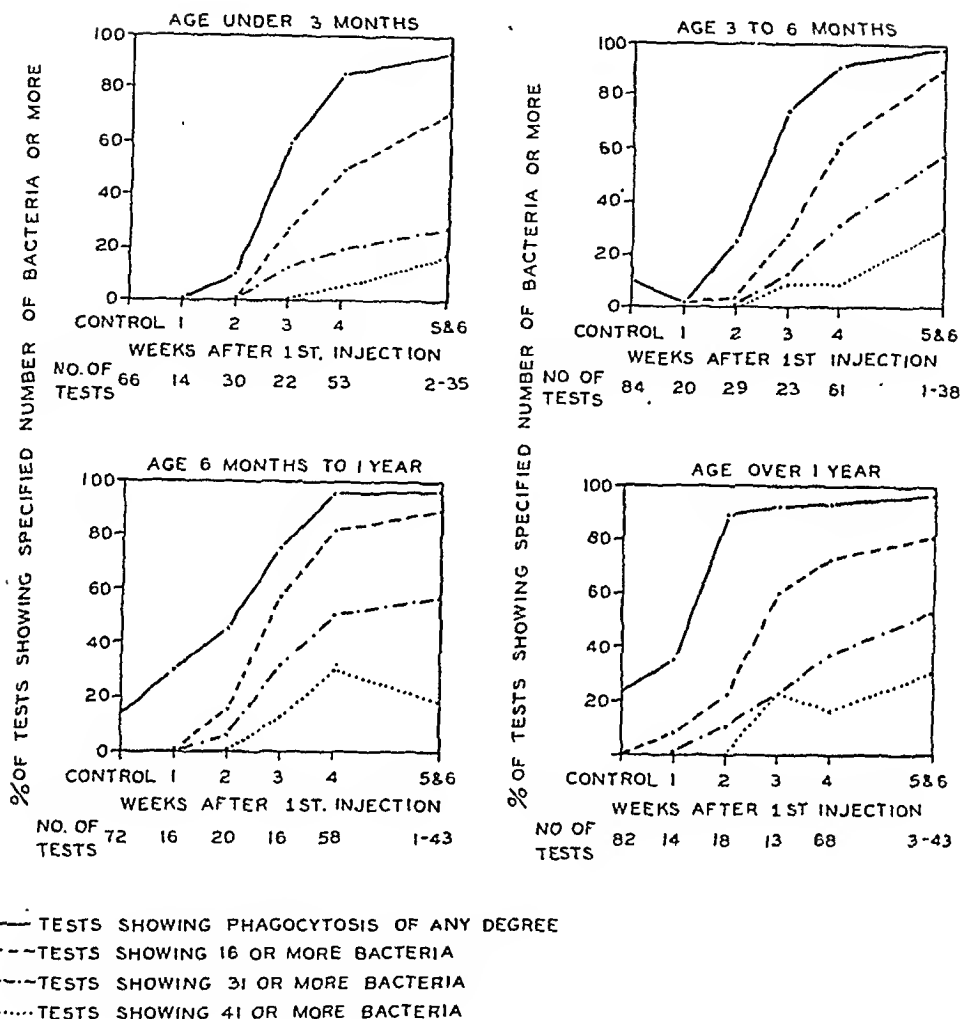 % OF TESTS SHOWING SPECIFIED NUMBER OF BACTERIA OR MORE
AGE UNDER 3 MONTHS
100
80
60
40
20
0
CONTROL 1 2 3 4 5&6
WEEKS AFTER 1ST. INJECTION
NO. OF TESTS 66 14 30 22 53 2-35
% OF TESTS SHOWING SPECIFIED NUMBER OF BACTERIA OR MORE
AGE 3 TO 6 MONTHS
100
80
60
40
20
0
CONTROL 1 2 3 4 5&6
WEEKS AFTER 1ST INJECTION
NO OF TESTS 84 20 29 23 61 1-38
AGE 6 MONTHS TO 1 YEAR
100
80
60
40
20
0
CONTROL 1 2 3 4 5&6
WEEKS AFTER 1ST. INJECTION
NO. OF TESTS 72 16 20 16 58 1-43
AGE OVER 1 YEAR
100
80
60
40
20
CONTROL 1 2 3 4 5&6
WEEKS AFTER 1ST INJECTION
NO OF TESTS 82 14 18 13 68 3-43
TESTS SHOWING PHAGOCYTOSIS OF ANY DEGREE
TESTS SHOWING 16 OR MORE BACTERIA
TESTS SHOWING 31 OR MORE BACTERIA
TESTS SHOWING 41 OR MORE BACTERIA